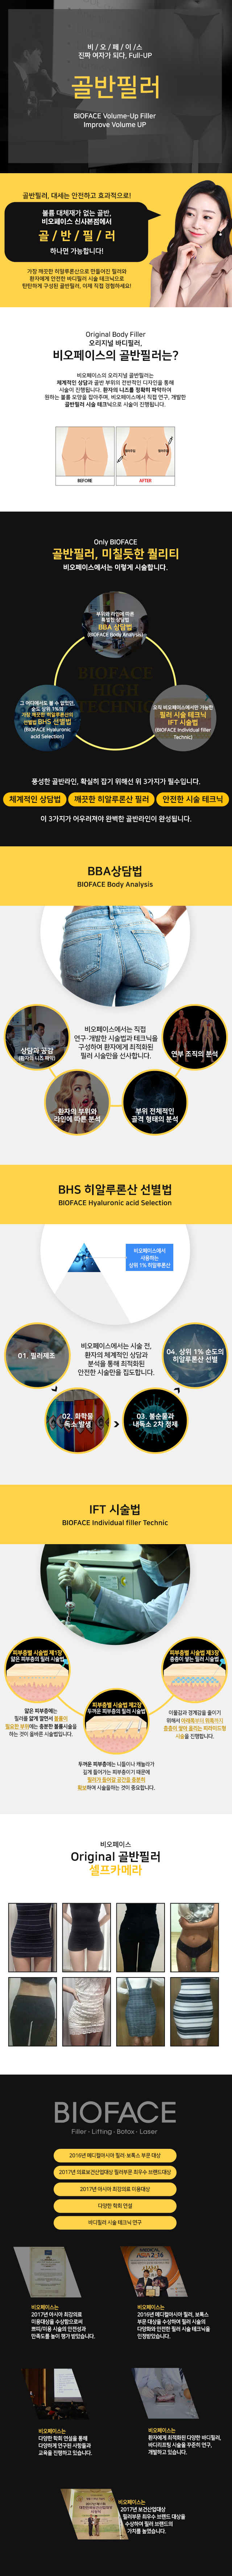 비 / 오 / 페 / 이 / 스
진짜 여자가 되다, Full-UP
골반필러
BIOFACE Volume-Up Filler
Improve Volume UP
골반필러, 대세는 안전하고 효과적으로!
볼륨 대체재가 없는 골반,
비오페이스 신사본점에서
골 / 반 / 필 / 러
하나면 가능합니다!
가장 깨끗한 히알루론산으로 만들어진 필러와
환자에게 안전한 바디필러 시술 테크닉으로
탄탄하게 구성된 골반필러, 이제 직접 경험하세요!
Original Body Filler
오리지널 바디필러,
비오페이스의 골반필러는?
비오페이스의 오리지널 골반필러는
체계적인 상담과 골반 부위의 전반적인 디자인을 통해
시술이 진행됩니다. 환자의 니즈를 정확히 파악하여
원하는 볼륨 모양을 잡아주며, 비오페이스에서 직접 연구, 개발한
골반필러 시술 테크닉으로 시술이 진행됩니다.
BEFORE
AFTER
Only BIOFACE
골반필러, 미칠듯한 퀄리티
비오페이스에서는 이렇게 시술합니다.
부위와 라인에 따른
특별한 상담법
BBA 상담법
(BIOFACE Body Analysis)
BIOFACE
HIGH
TECHNIC
그 어디에서도 볼 수 없었던,
순도 상위 1%의
가장 깨끗한 히알루론산의
선별법 BHS 선별법
(BIOFACE Hyaluronic
acid Selection)
오직 비오페이스에서만 가능한
필러 시술 테크닉
IFT 시술법
(BIOFACE Individual filler
Technic)
풍성한 골반라인, 확실히 잡기 위해선 위 3가지가 필수입니다.
체계적인 상담법
깨끗한 히알루론산 필러
안전한 시술 테크닉
이 3가지가 어우러져야 완벽한 골반라인이 완성됩니다.
BBA상담법
BIOFACE Body Analysis
비오페이스에서는 직접
연구·개발한 시술법과 테크닉을
구성하여 환자에게 최적화된
필러 시술만을 선사합니다.
상담과 공감
(환자의 니즈 파악)
연부 조직의 분석
환자의 부위와
라인에 따른 분석
부위 전체적인
골격 형태의 분석
BHS 히알루론산 선별법
BIOFACE Hyaluronic acid Selection
비오페이스에서
사용하는
상위 1% 히알루론산
비오페이스에서는 시술 전,
환자의 체계적인 상담과
분석을 통해 최적화된
안전한 시술만을 집도합니다.
01. 필러제조
04. 상위 1% 순도의
히알루론산 선별
02. 화학물
독소 발생
03. 불순물과
내독소 2차 정제
IFT 시술법
BIOFACE Individual filler Technic
피부층별 시술법 제1장
얇은 피부층의 필러 시술법
피부층별 시술법 제3장
층층이 쌓는 필러 시술법
피부층별 시술법 제2장
두꺼운 피부층의 필러 시술법
얇은 피부층에는
필러를 얇게 깔면서 볼륨이
필요한 부위에는 충분한 볼륨시술을
하는 것이 올바른 시술법입니다.
이물감과 경계감을 줄이기
위해서 아래쪽부터 위쪽까지
층층이 쌓아 올리는 피라미드형
시술을 진행합니다.
두꺼운 피부층에는 니들이나 캐뉼라가
깊게 들어가는 피부층이기 때문에
필러가 들어갈 공간을 충분히
확보하여 시술을하는 것이 중요합니다.
비오페이스
Original 골반필러
셀프카메라
BIOFACE
Filler · Lifting · Botox · Laser
2016년 메디컬아시아 필러·보톡스 부문 대상
2017년 의료보건산업대상 필러부문 최우수 브랜드대상
2017년 아시아 최강의료 미용대상
다양한 학회 연설
바디필러 시술 테크닉 연구
비오페이스는
2017년 아시아 최강의료
미용대상을 수상함으로써
쁘띠/미용 시술의 안전성과
만족도를 높이 평가 받았습니다.
비오페이스는
2016년 메디컬아시아 필러, 보톡스
부문 대상을 수상하여 필러 시술의
다양화와 안전한 필러 시술 테크닉을
인정받았습니다.
비오페이스는
다양한 학회 연설을 통해
다양하게 연구된 사항들과
교육을 진행하고 있습니다.
비오페이스는
환자에게 최적화된 다양한 바디필러,
바디리프팅 시술을 꾸준히 연구,
개발하고 있습니다.
비오페이스는
2017년 보건산업대상
필러부문 최우수 브랜드 대상을
수상하여 필러 브랜드의
가치를 높였습니다.